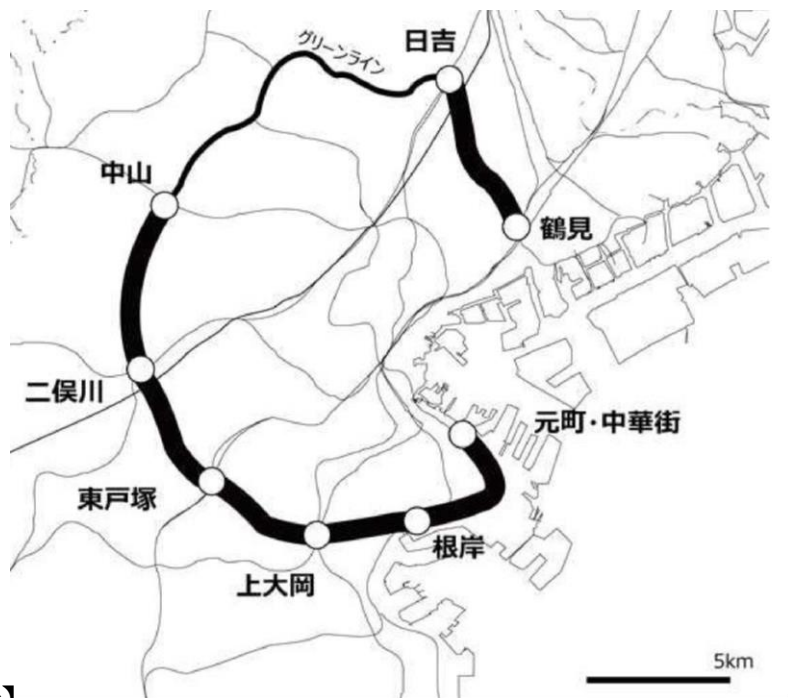 日吉
グリーンライン
中山
鶴見
二俣川
元町・中華街
東戸塚
根岸
上大岡
5km